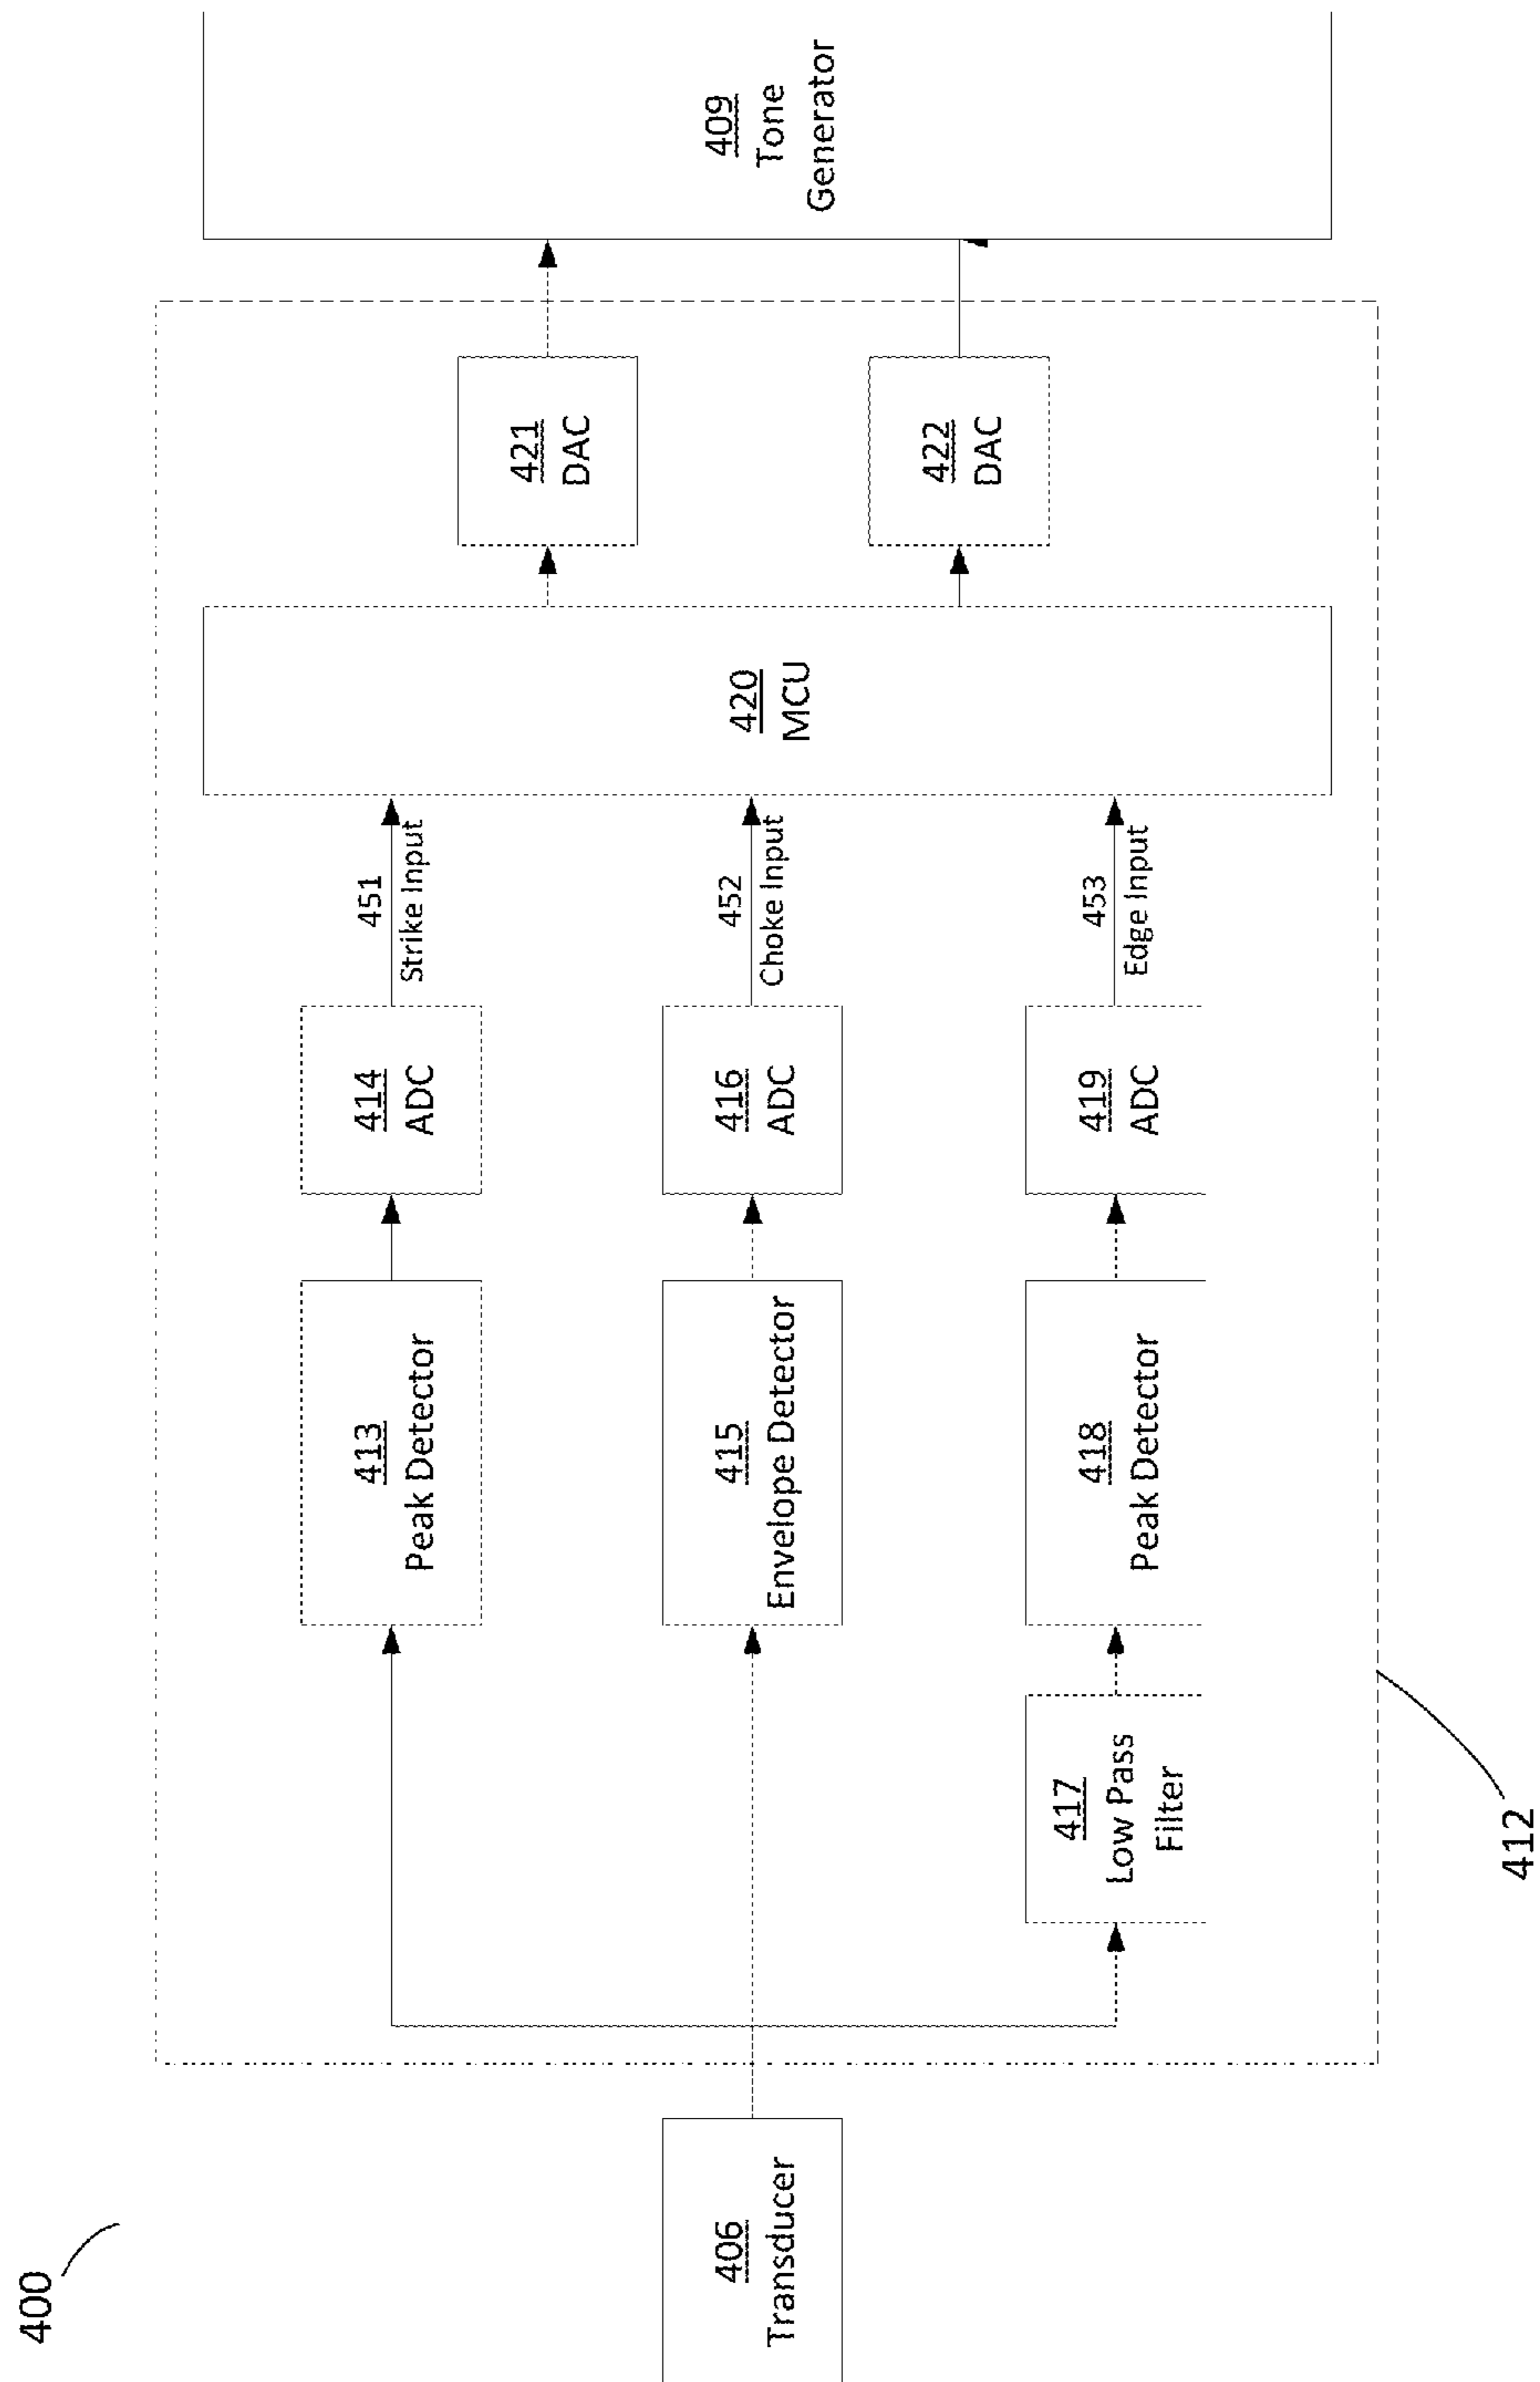 400
406
Transducer
413
Peak Detector
414
ADC
451
Strike Input
415
Envelope Detector
416
ADC
452
Choke Input
417
Low Pass
Filter
418
Peak Detector
419
ADC
453
Edge Input
420
MCU
421
DAC
422
DAC
409
Tone
Generator
412